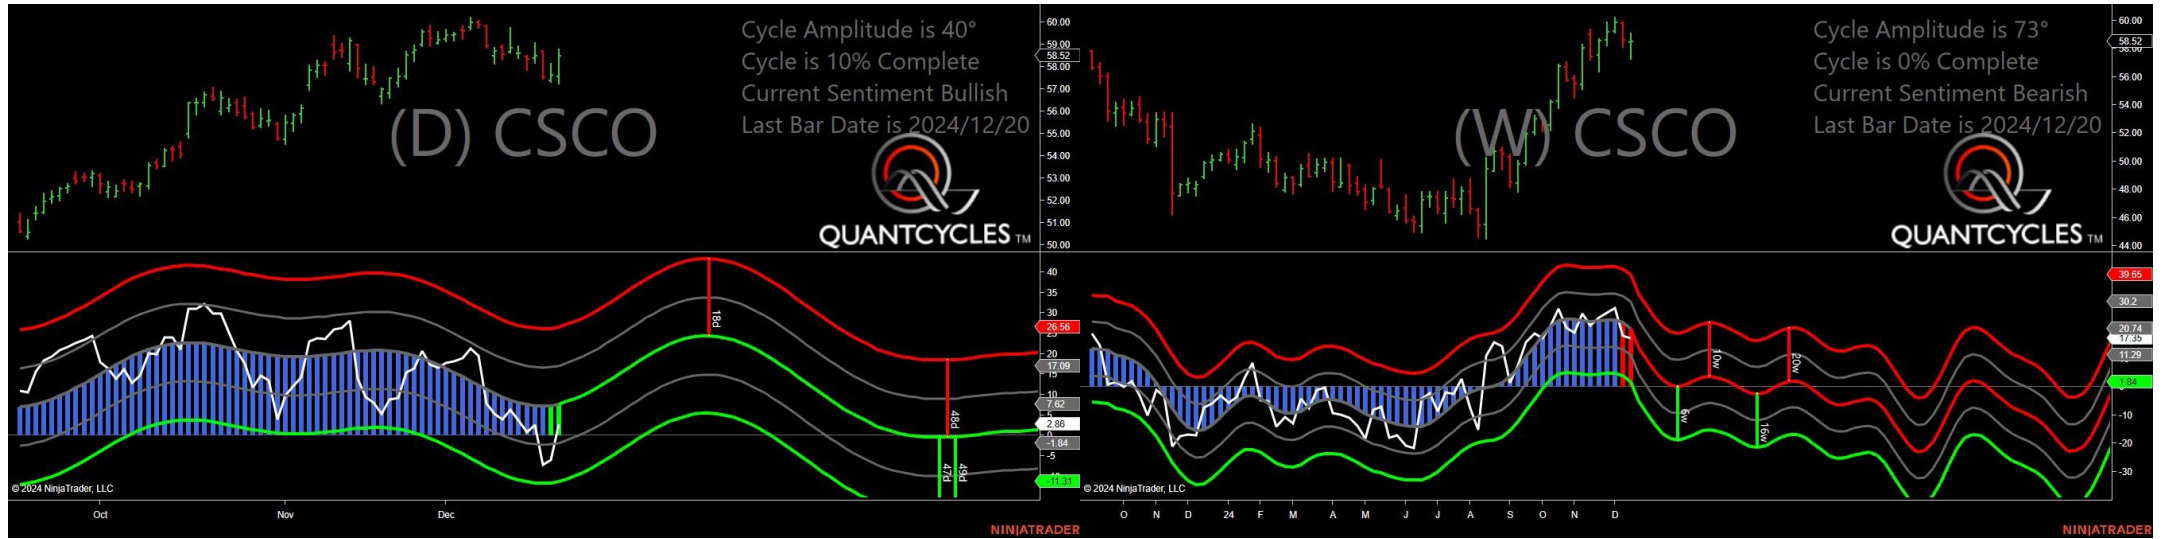 Cycle Amplitude is 40°
Cycle is 10% Complete
Current Sentiment Bullish
Last Bar Date is 2024/12/20
(D) CSCO
QUANTCYCLES TM
60.00
59.00
58.52
58.00
57.00
56.00
55.00
54.00
53.00
52.00
51.00
50.00
40
35
30
26.56
20
17.09
15
7.62
2.86
-1.84
-5
-11.31
18d
48d
47d
49d
© 2024 NinjaTrader, LLC
Oct Nov Dec
NINJATRADER
Cycle Amplitude is 73°
Cycle is 0% Complete
Current Sentiment Bearish
Last Bar Date is 2024/12/20
(W) CSCO
QUANTCYCLES TM
60.00
58.52
56.00
54.00
52.00
50.00
48.00
46.00
44.00
39.65
30.2
20.74
17.35
11.29
1.84
-10
-20
-30
10w
20w
6w
16w
© 2024 NinjaTrader, LLC
O N D 24 F M A M J J A S O N D
NINJATRADER